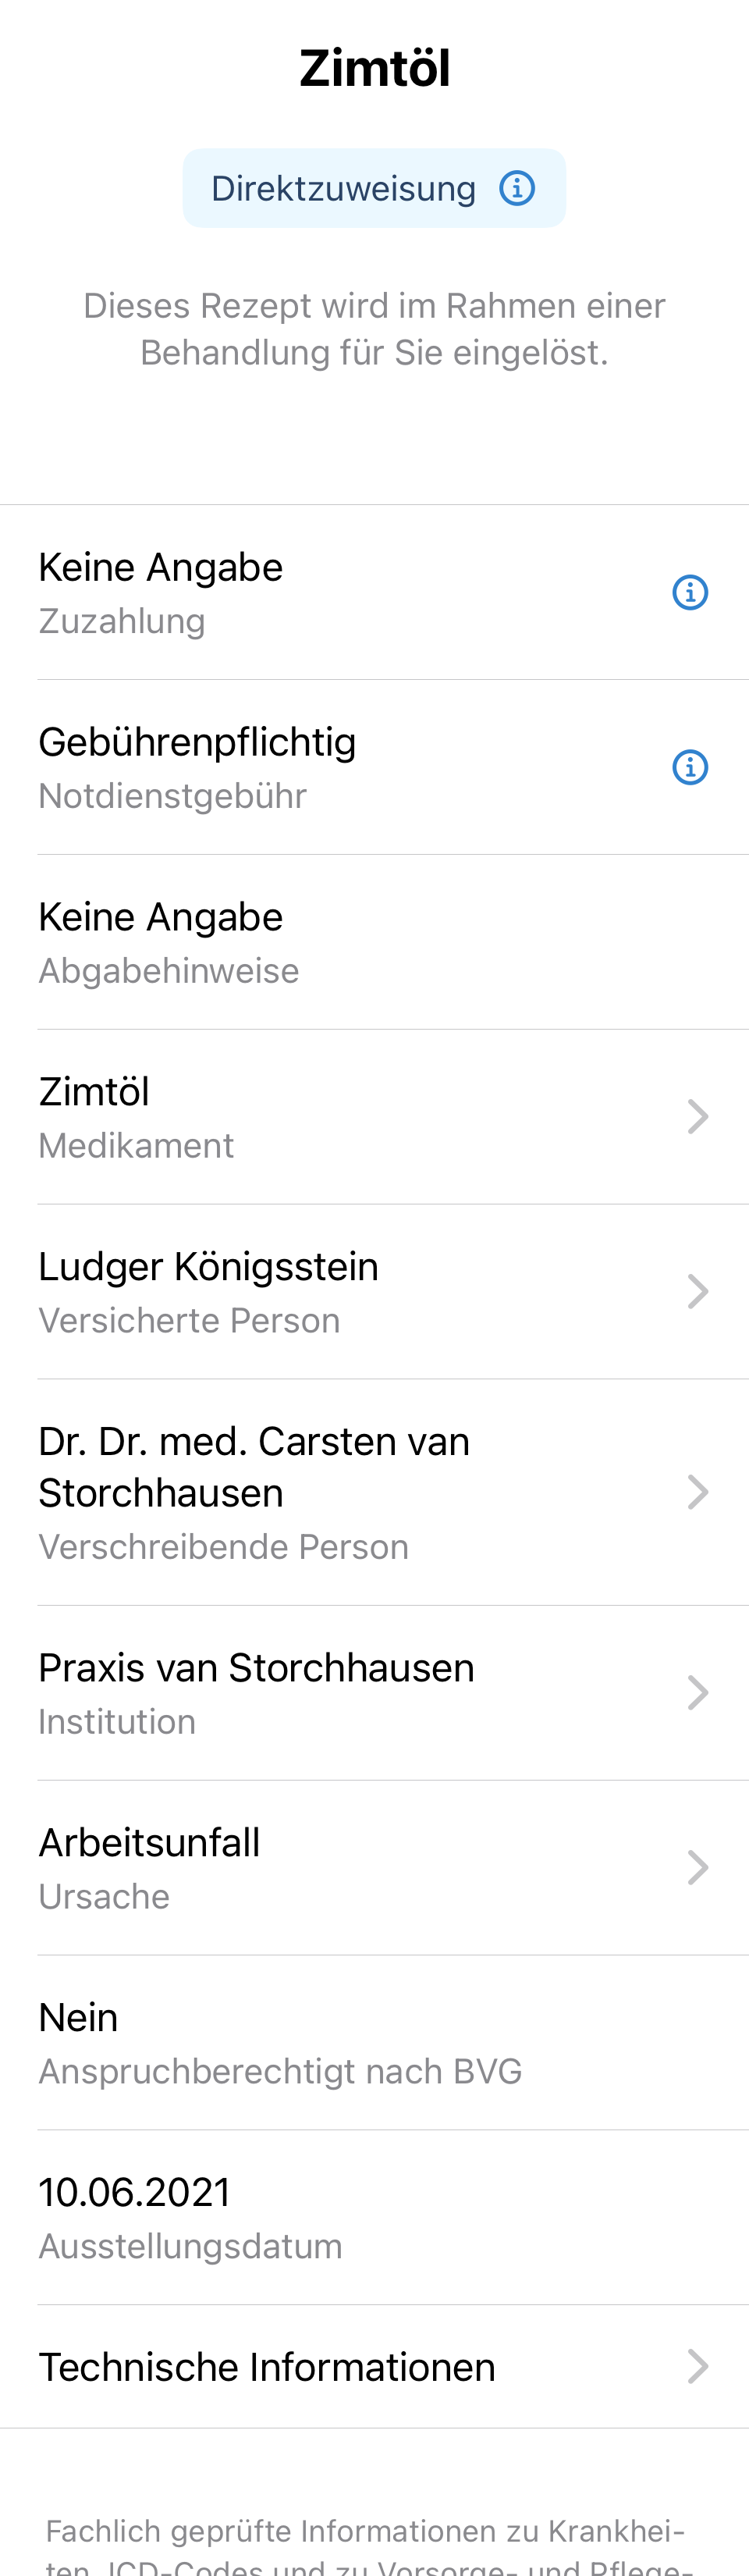 Zimtöl
Direktzuweisung
Dieses Rezept wird im Rahmen einer
Behandlung für Sie eingelöst.
Keine Angabe
Zuzahlung
Gebührenpflichtig
Notdienstgebühr
Keine Angabe
Abgabehinweise
Zimtöl
Medikament
Ludger Königsstein
Versicherte Person
Dr. Dr. med. Carsten van
Storchhausen
Verschreibende Person
Praxis van Storchhausen
Institution
Arbeitsunfall
Ursache
Nein
Anspruchberechtigt nach BVG
10.06.2021
Ausstellungsdatum
Technische Informationen
Fachlich geprüfte Informationen zu Krankhei-
ten, ICD-Codes und zu Vorsorge- und Pflege-